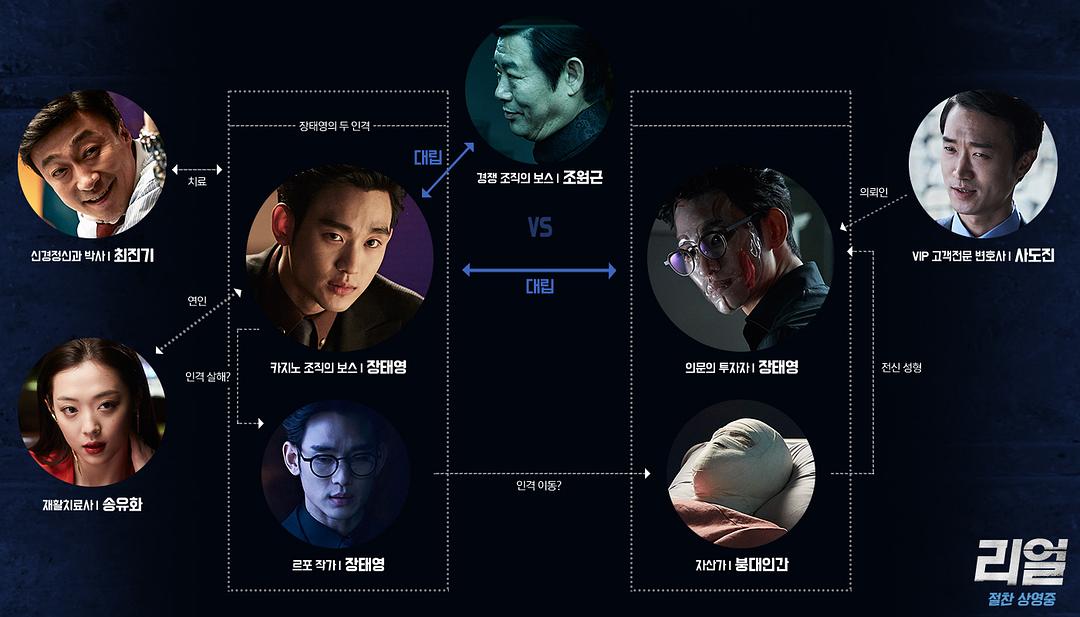 장태영의 두 인격
대립
경쟁 조직의 보스 | 조원근
치료
의뢰인
신경정신과 박사 | 최진기
VS
VIP 고객전문 변호사 | 사도진
대립
연인
카지노 조직의 보스 | 장태영
의문의 투자자 | 장태영
인격 살해?
전신 성형
재활치료사 | 송유화
인격 이동?
르포 작가 | 장태영
자산가 | 붕대인간
리얼
절찬 상영중